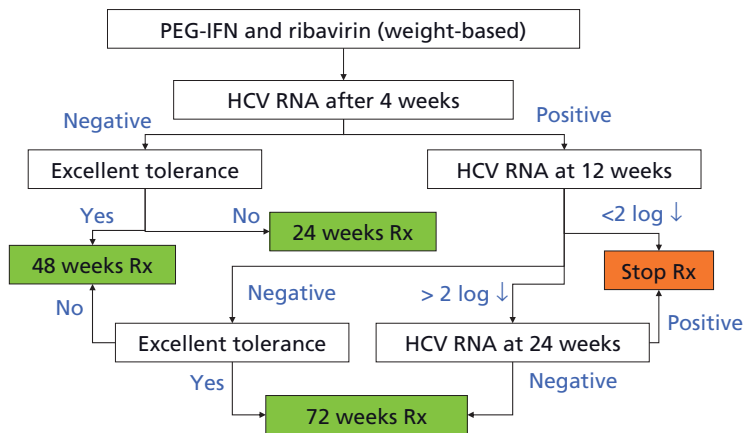 PEG-IFN and ribavirin (weight-based)
HCV RNA after 4 weeks
Negative
Positive
Excellent tolerance
HCV RNA at 12 weeks
Yes
No
<2 log ↓
24 weeks Rx
48 weeks Rx
Stop Rx
Negative
> 2 log ↓
No
Positive
Excellent tolerance
HCV RNA at 24 weeks
Yes
Negative
72 weeks Rx